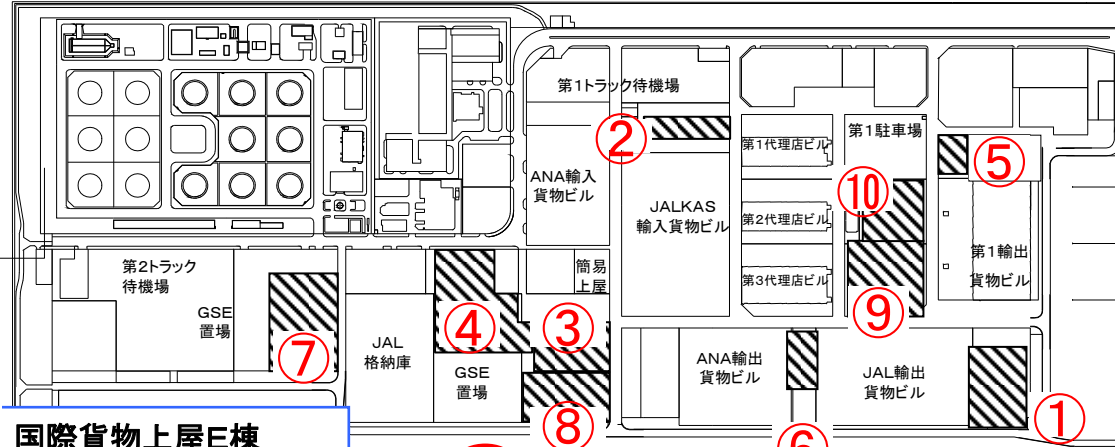 第1トラック待機場
②
第1代理店ビル
第1駐車場
⑤
ANA輸入
貨物ビル
JALKAS
輸入貨物ビル
⑩
第2代理店ビル
第1輸出
貨物ビル
第2トラック
待機場
簡易
上屋
第3代理店ビル
GSE
置場
④
③
⑨
⑦
JAL
格納庫
GSE
置場
ANA輸出
貨物ビル
JAL輸出
貨物ビル
①
⑧
⑥
国際貨物上屋E棟